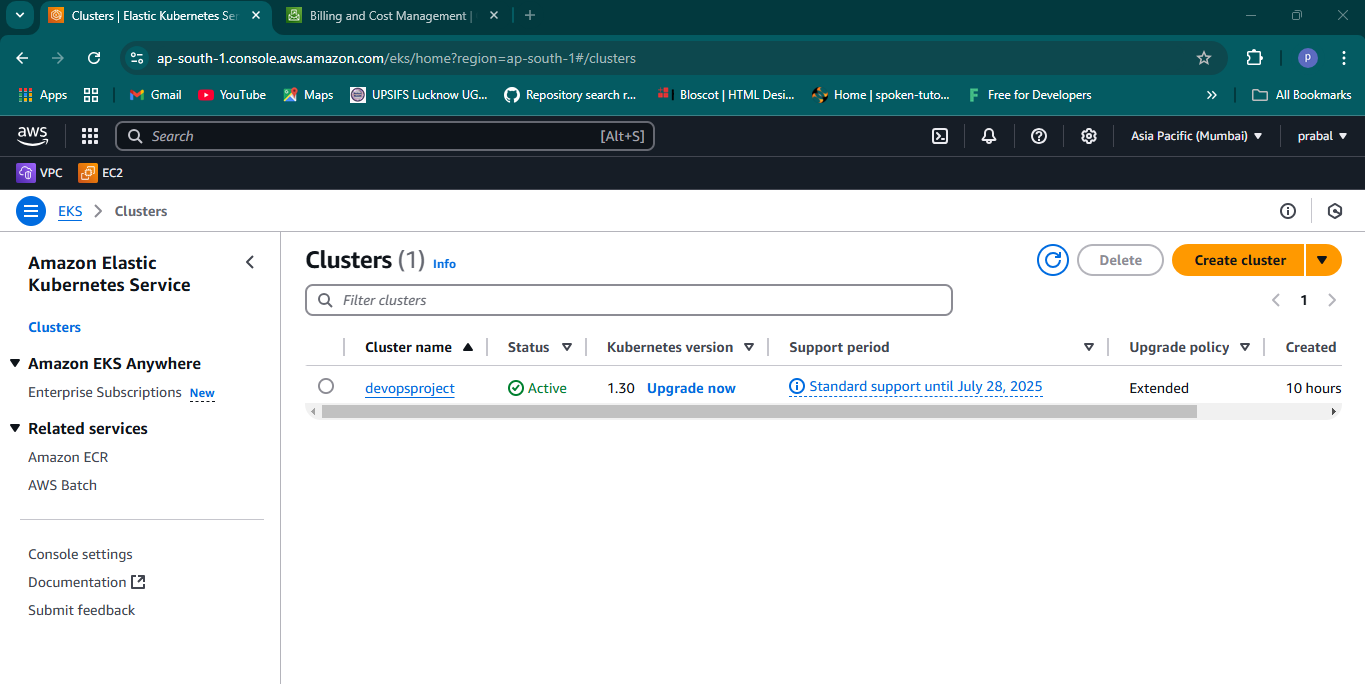 Clusters | Elastic Kubernetes Ser
Billing and Cost Management |
ap-south-1.console.aws.amazon.com/eks/home?region=ap-south-1#/clusters
P
Apps
Gmail
YouTube
Maps
UPSIFS Lucknow UG...
Repository search r...
Bloscot | HTML Desi...
Home | spoken-tuto...
Free for Developers
All Bookmarks
aws
Search
[Alt+S]
Asia Pacific (Mumbai)
prabal
VPC
EC2
EKS
Clusters
Amazon Elastic
Kubernetes Service
Clusters
Amazon EKS Anywhere
Enterprise Subscriptions New
Related services
Amazon ECR
AWS Batch
Console settings
Documentation
Submit feedback
Clusters (1) Info
Delete
Create cluster
Filter clusters
1
Cluster name Status Kubernetes version Support period Upgrade policy Created
devopsproject Active 1.30 Upgrade now Standard support until July 28, 2025 Extended 10 hours